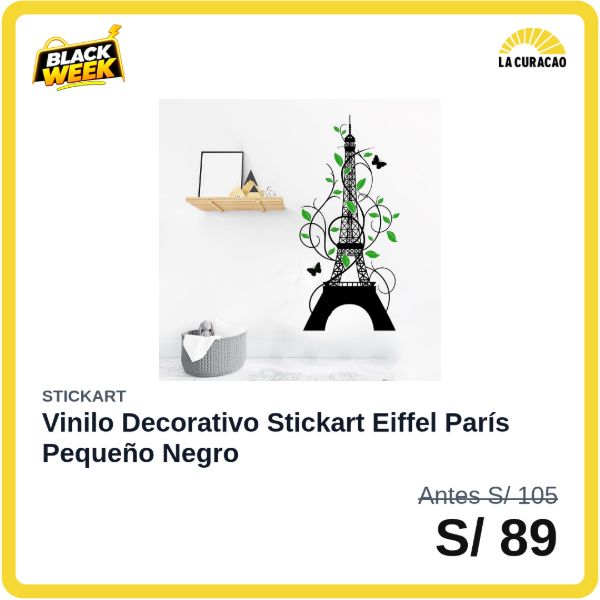 BLACK
WEEK
LA CURACAO
STICKART
Vinilo Decorativo Stickart Eiffel París
Pequeño Negro
Antes S/ 105
S/ 89